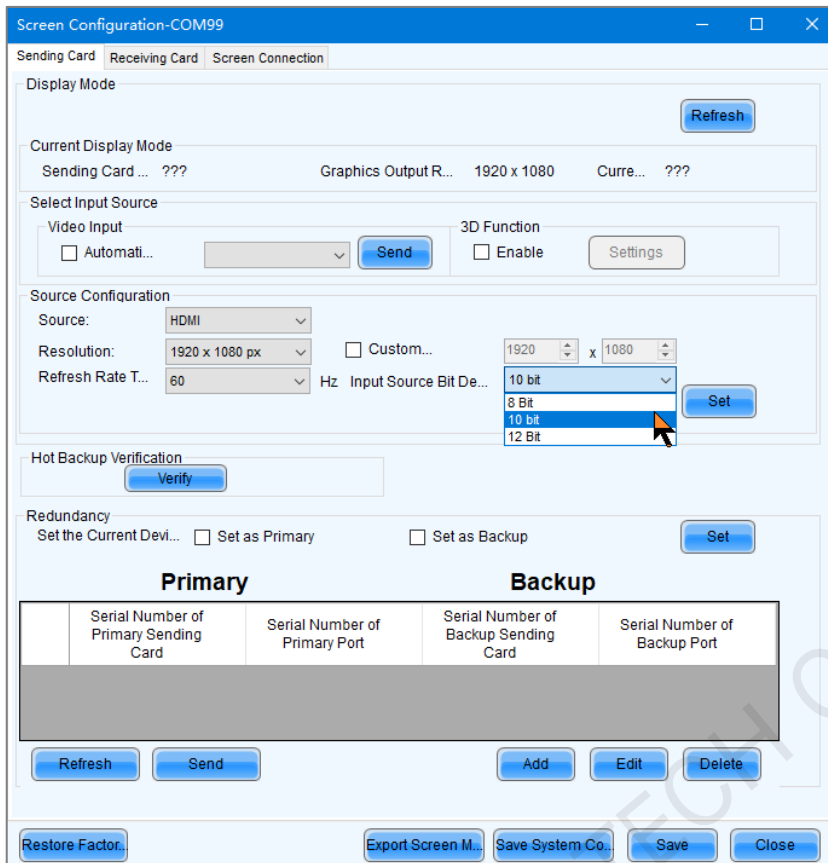 Screen Configuration-COM99
Sending Card Receiving Card Screen Connection
Display Mode
Refresh
Current Display Mode
Sending Card ... ??? Graphics Output R... 1920 x 1080 Curre... ???
Select Input Source
Video Input 3D Function
Automati... Send Enable Settings
Source Configuration
Source: HDMI
Resolution: 1920 x 1080 px Custom... 1920 x 1080
Refresh Rate T... 60 Hz Input Source Bit De... 10 bit
8 Bit
Set
10 bit
12 Bit
Hot Backup Verification
Verify
Redundancy
Set the Current Devi... Set as Primary Set as Backup Set
Primary Backup
Serial Number of Primary Sending Card
Serial Number of Primary Port
Serial Number of Backup Sending Card
Serial Number of Backup Port
Refresh Send Add Edit Delete
Restore Factor.. Export Screen M... Save System Co... Save Close
TECH